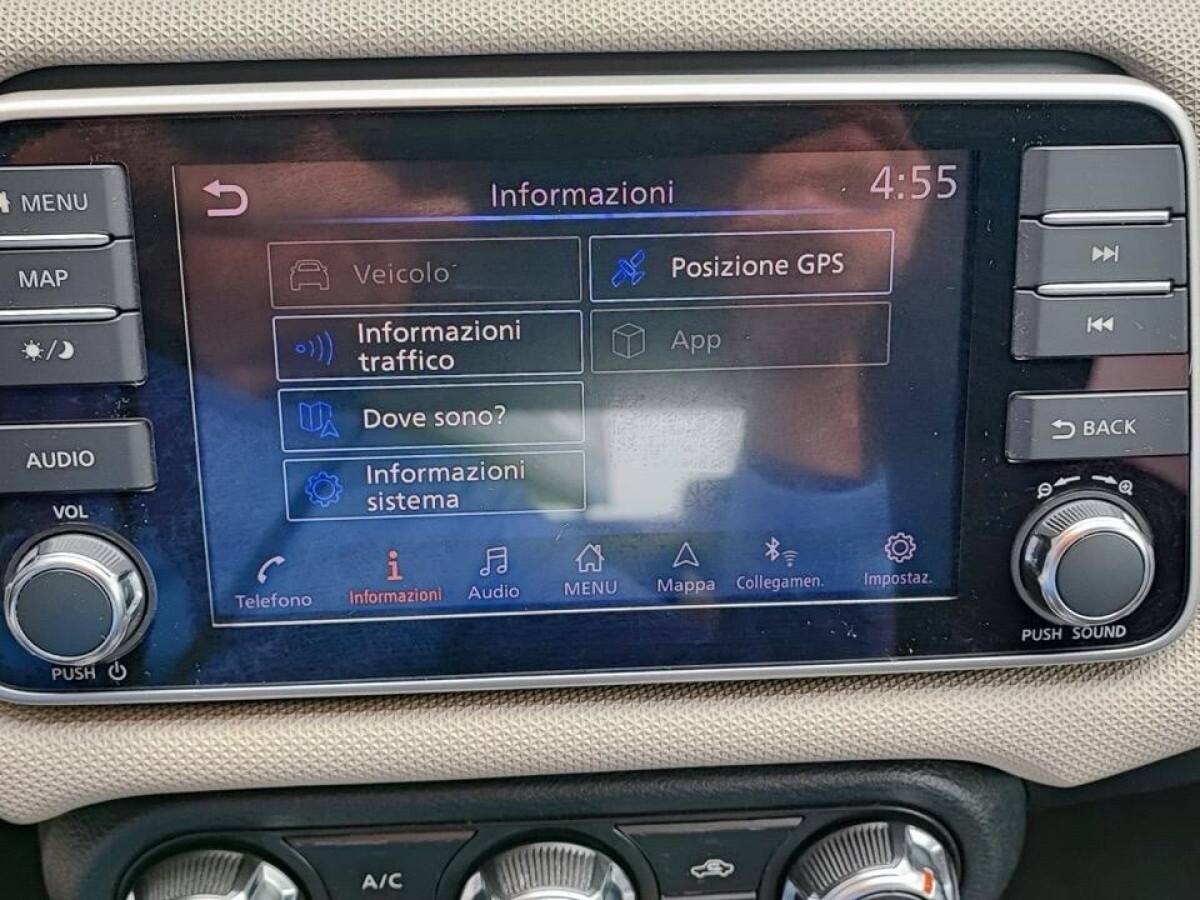 MENU
MAP
AUDIO
VOL
PUSH
Informazioni
4:55
Veicolo
Posizione GPS
Informazioni
traffico
App
Dove sono?
Informazioni
sistema
Telefono
Informazioni
Audio
MENU
Mappa
Collegamen.
Impostaz.
BACK
PUSH SOUND
A/C